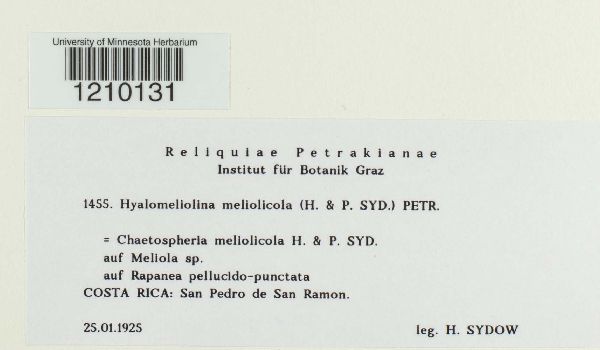 University of Minnesota Herbarium
1210131
Reliquiae Petrakianae
Institut für Botanik Graz
1455. Hyalomeliolina meliolicola (H. & P. SYD.) PETR.
= Chaetospheria meliolicola H. & P. SYD.
auf Meliola sp.
auf Rapanea pellucido-punctata
COSTA RICA: San Pedro de San Ramon.
25.01.1925 leg. H. SYDOW